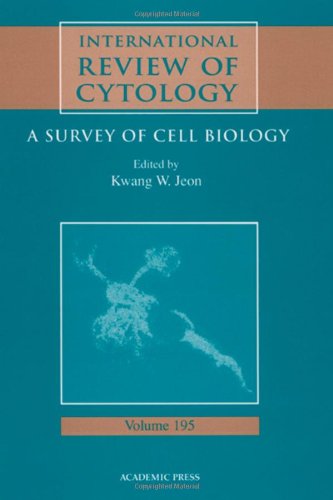 INTERNATIONAL
REVIEW OF
CYTOLOGY
A SURVEY OF CELL BIOLOGY
Edited by
Kwang W. Jeon
Volume 195
ACADEMIC PRESS